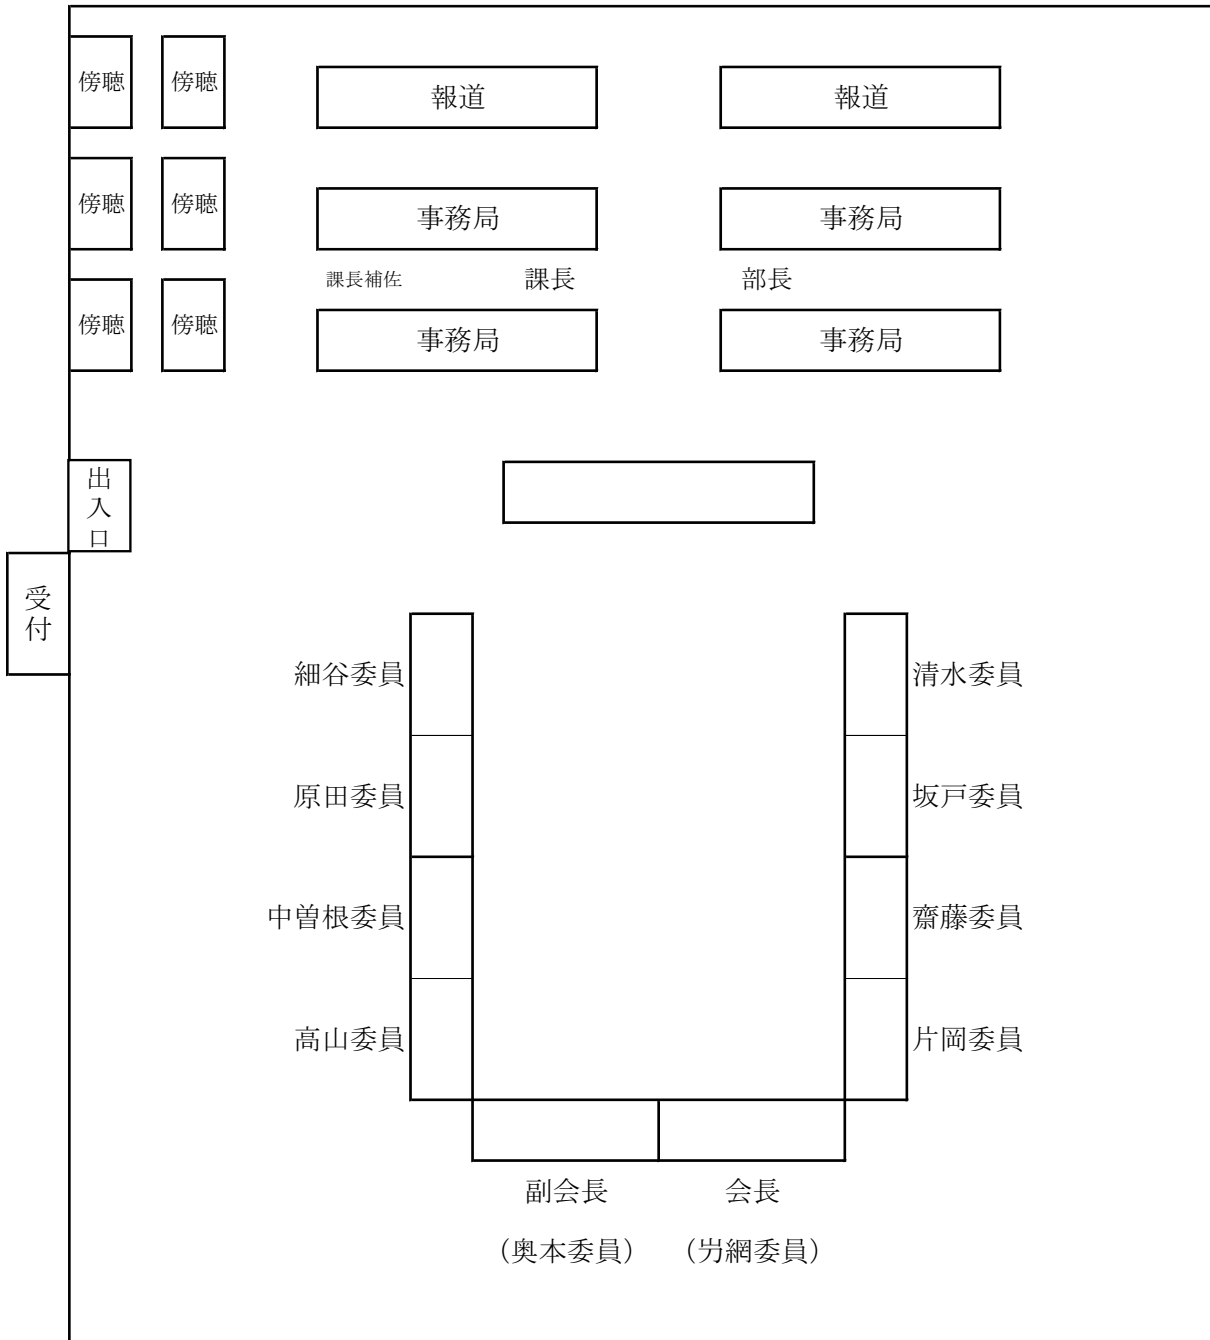 傍聴 傍聴 報道 報道
傍聴 傍聴 事務局 事務局
課長補佐 課長 部長
傍聴 傍聴 事務局 事務局
出入口
受付
細谷委員 清水委員
原田委員 坂戸委員
中曽根委員 齋藤委員
高山委員 片岡委員
副会長 会長
（奥本委員） （屶網委員）